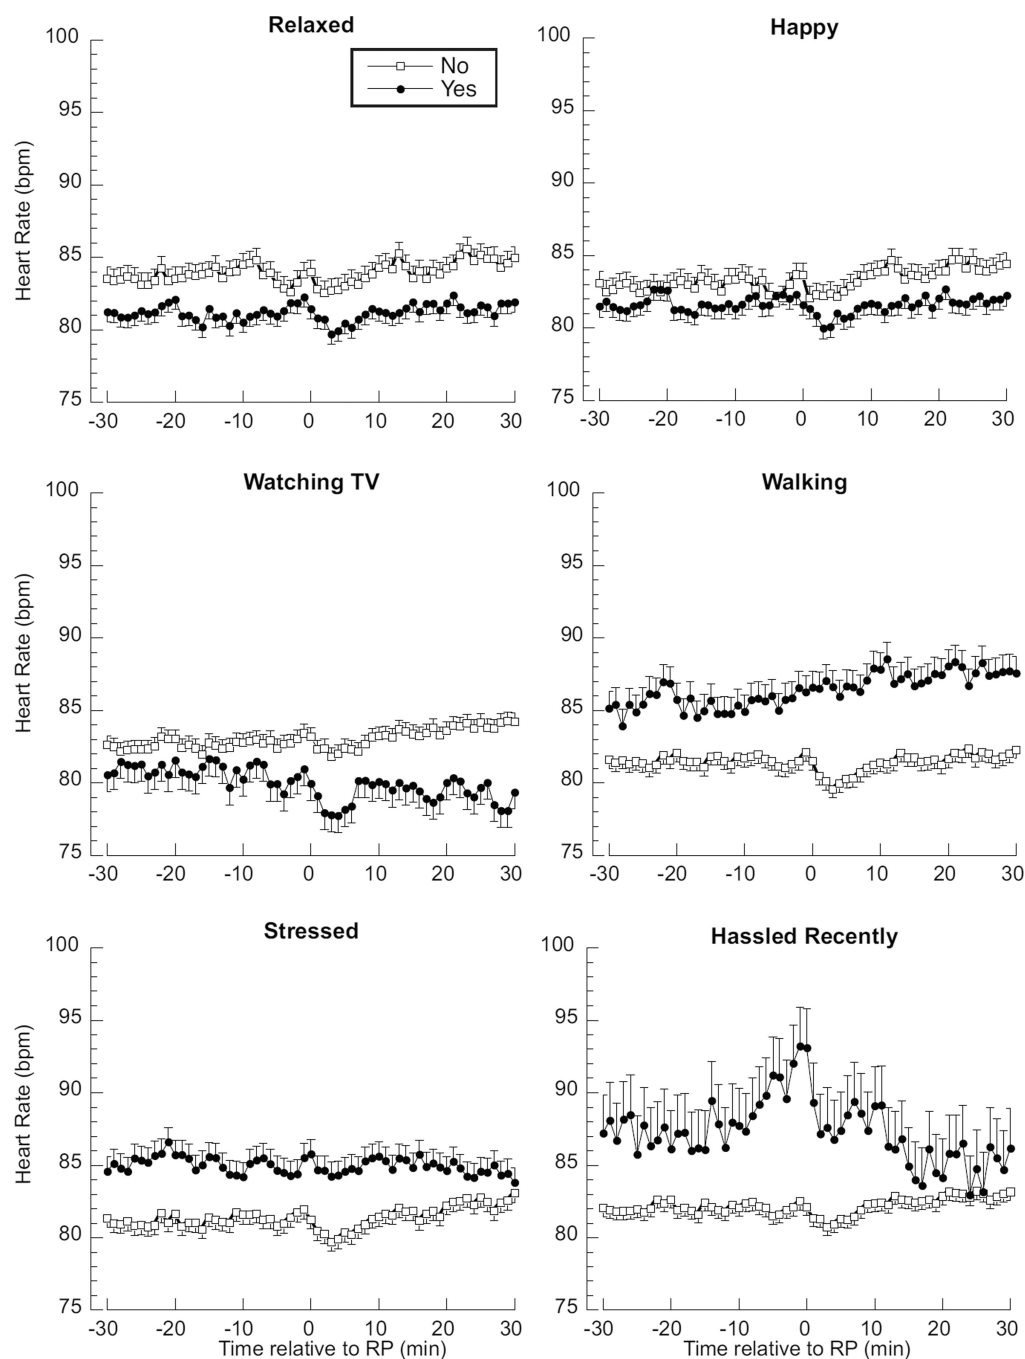 Relaxed
Happy
No
Yes
100
95
90
85
80
75
Heart Rate (bpm)
-30 -20 -10 0 10 20 30
100
95
90
85
80
75
-30 -20 -10 0 10 20 30
Watching TV
Walking
100
95
90
85
80
75
Heart Rate (bpm)
-30 -20 -10 0 10 20 30
100
95
90
85
80
75
-30 -20 -10 0 10 20 30
Stressed
Hassled Recently
100
95
90
85
80
75
Heart Rate (bpm)
-30 -20 -10 0 10 20 30
Time relative to RP (min)
100
95
90
85
80
75
-30 -20 -10 0 10 20 30
Time relative to RP (min)